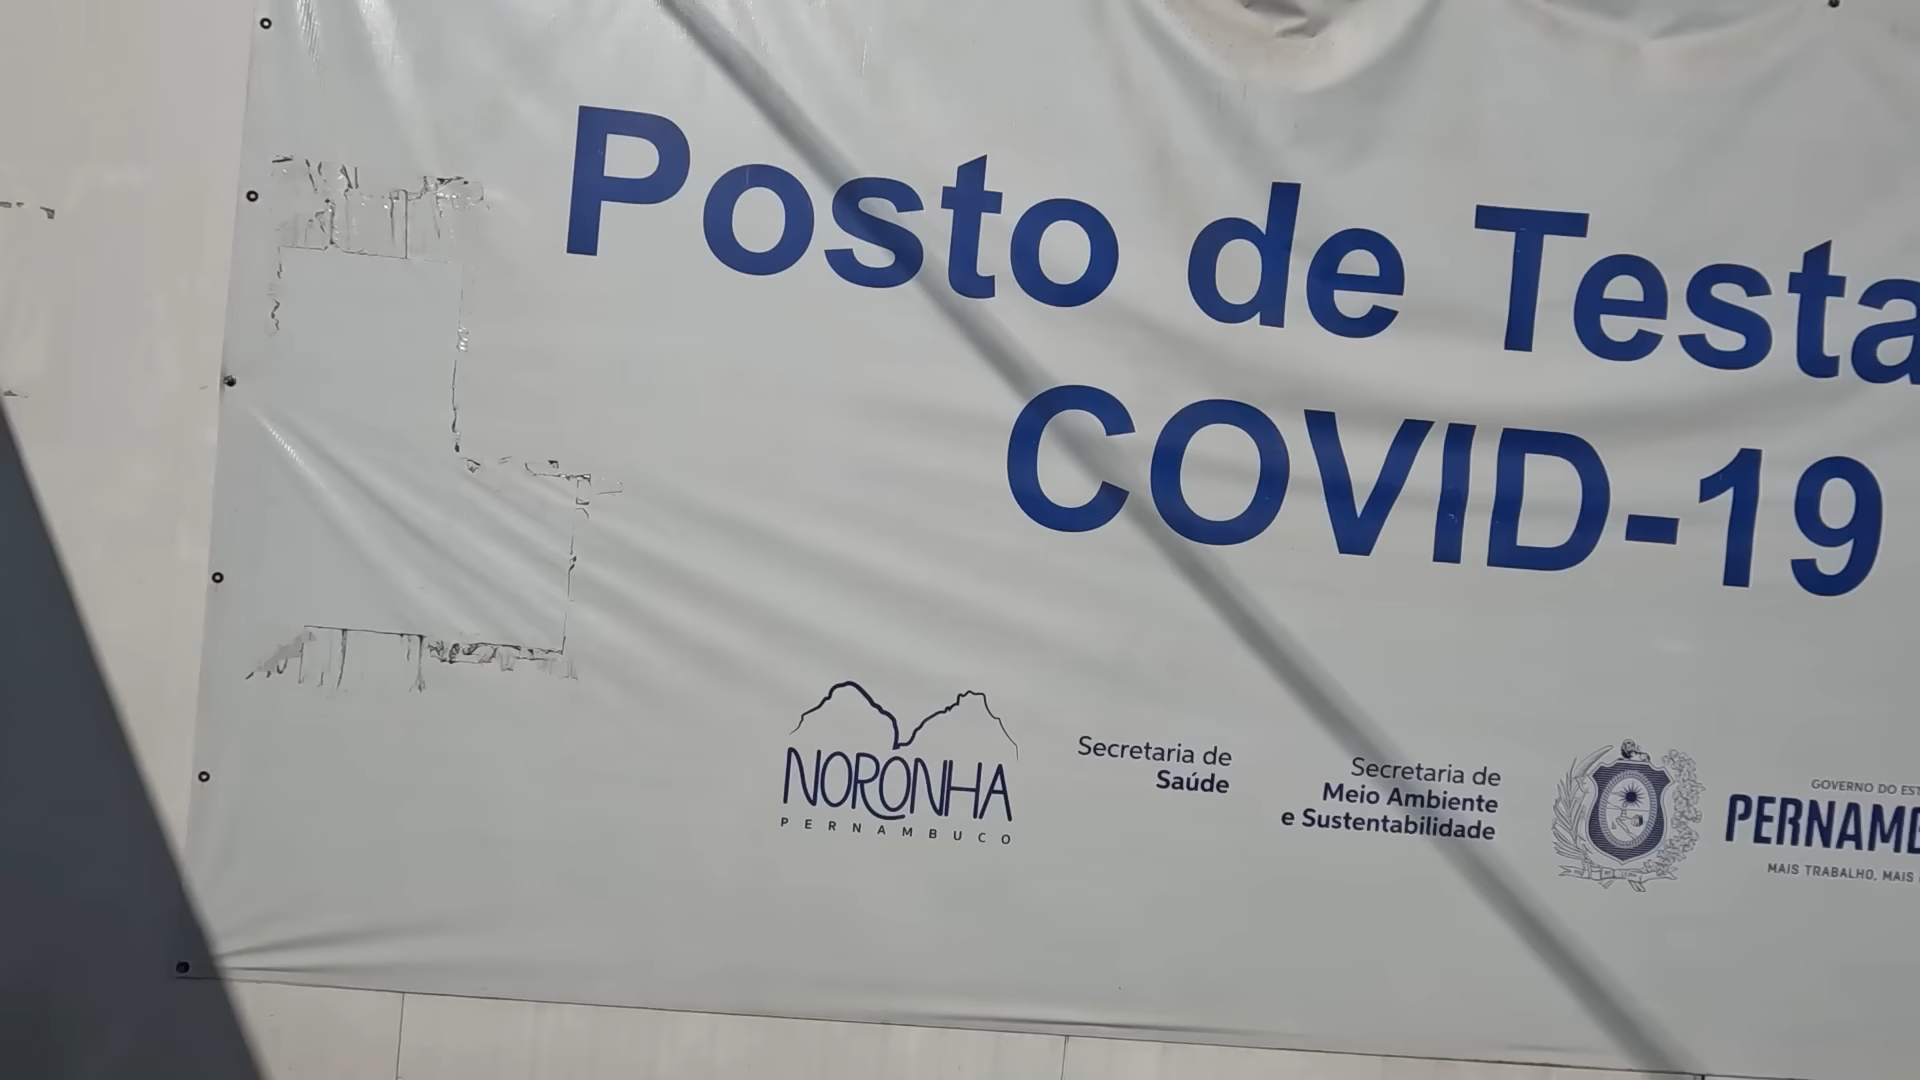 Posto de Testa
COVID-19
NORONHA
PERNAMBUCO
Secretaria de
Saúde
Secretaria de
Meio Ambiente
e Sustentabilidade
GOVERNO DO EST
PERNAMB
MAIS TRABALHO, MAIS